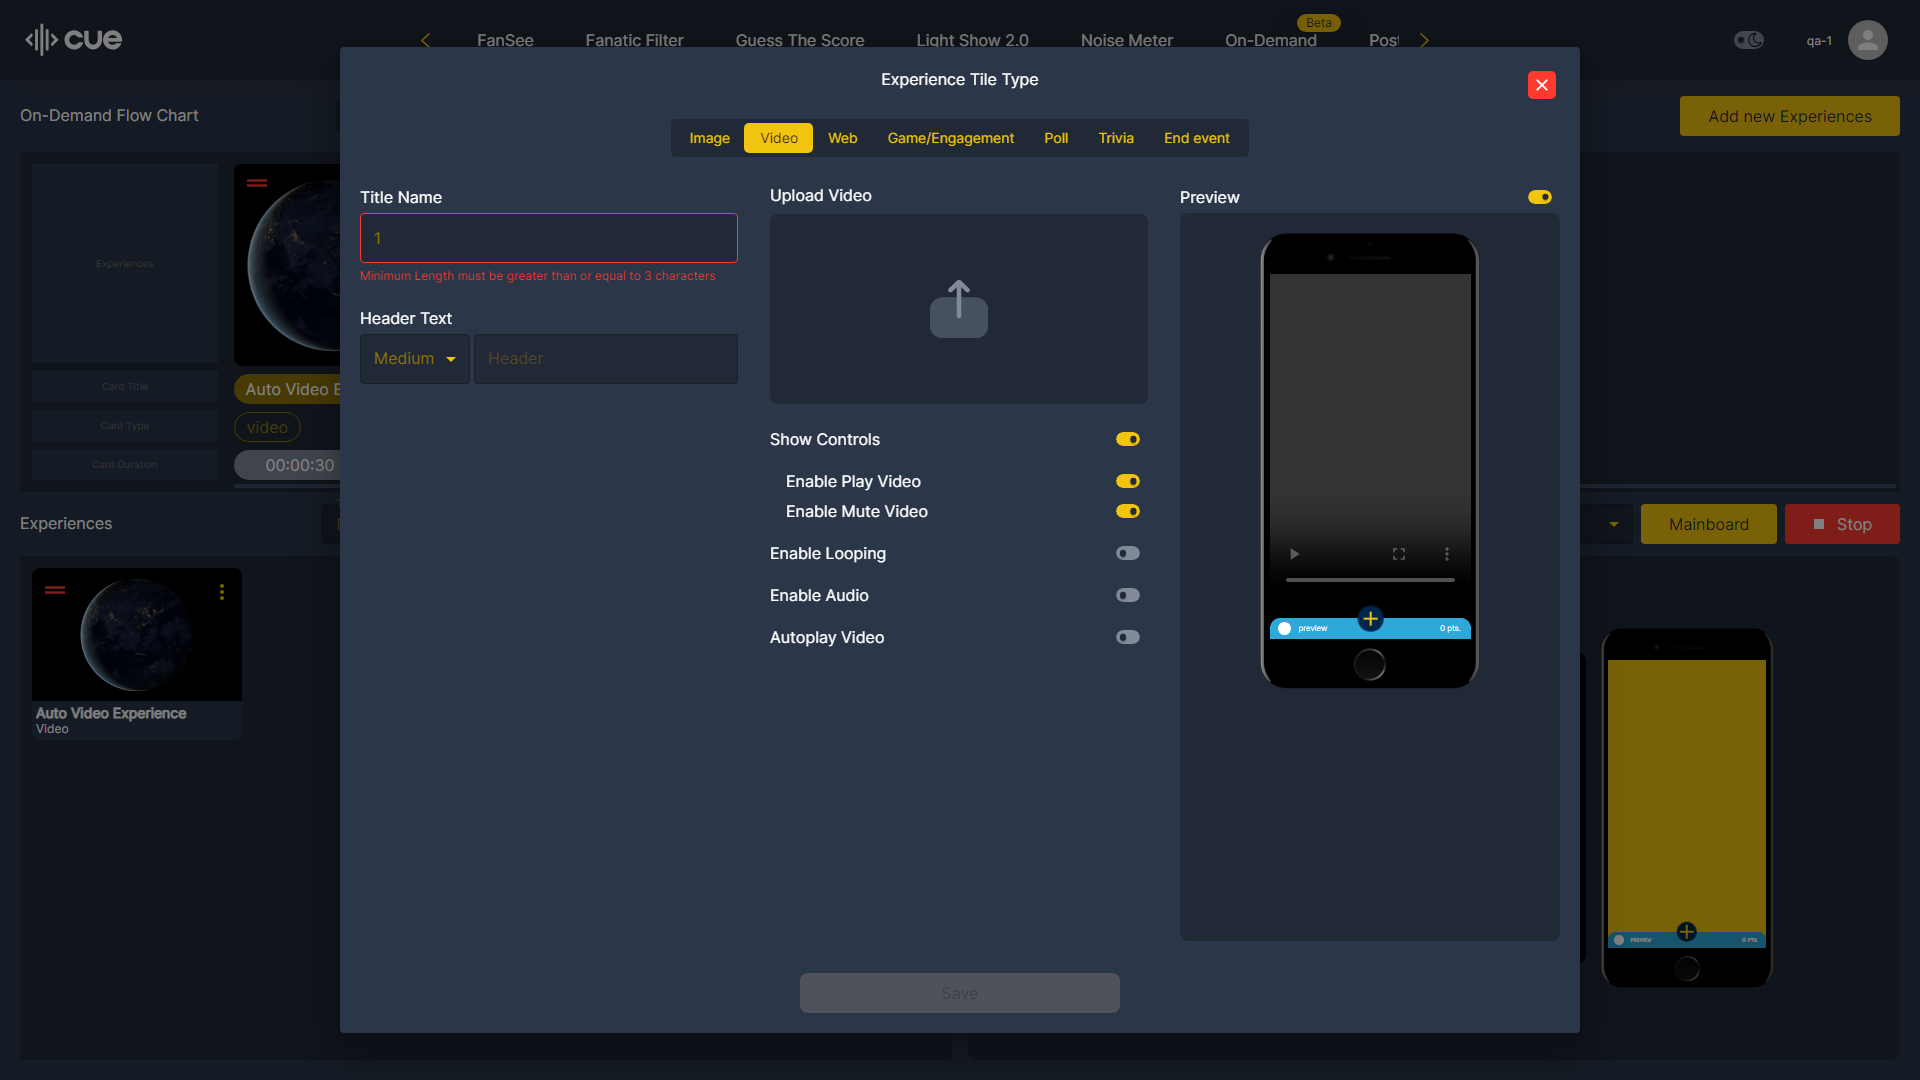 cue
FanSee
Fanatic Filter
Guess The Score
Light Show 2.0
Noise Meter
Beta
On-Demand
Post
qa-1
On-Demand Flow Chart
Add new Experiences
Experience Tile Type
Image
Video
Web
Game/Engagement
Poll
Trivia
End event
Experiences
Card Title
Card Type
Card Duration
Auto Video E
video
00:00:30
Title Name
1
Minimum Length must be greater than or equal to 3 characters
Header Text
Medium
Header
Upload Video
Show Controls
Enable Play Video
Enable Mute Video
Enable Looping
Enable Audio
Autoplay Video
Preview
preview
0 pts.
Experiences
Mainboard
Stop
Auto Video Experience
Video
PREVIEW
0 PTS.
Save